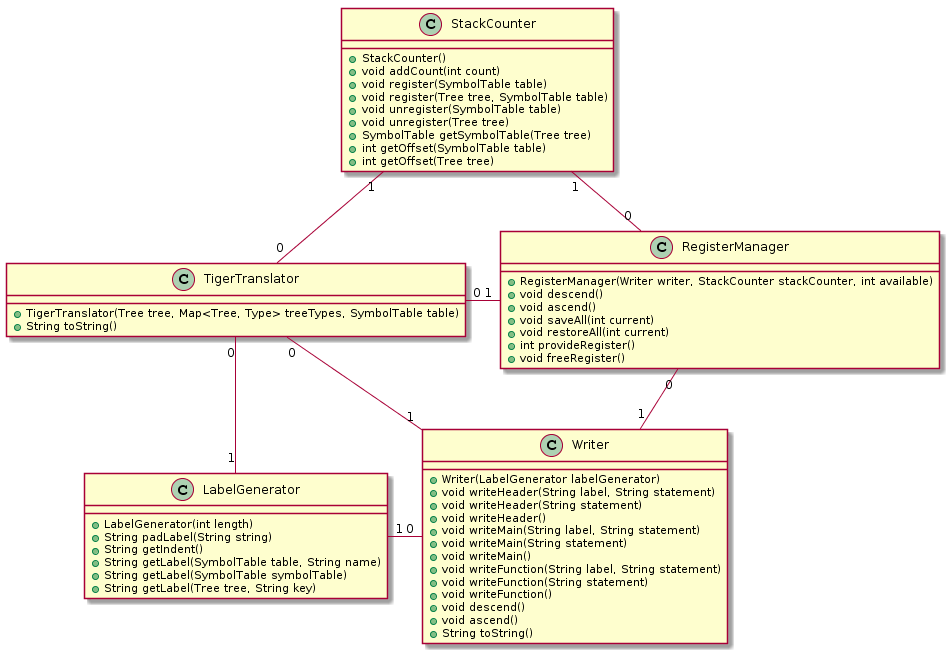 C StackCounter
StackCounter()
void addCount(int count)
void register(SymbolTable table)
void register(Tree tree, SymbolTable table)
void unregister(SymbolTable table)
void unregister(Tree tree)
SymbolTable getSymbolTable(Tree tree)
int getOffset(SymbolTable table)
int getOffset(Tree tree)
1
1
0
0
C RegisterManager
RegisterManager(Writer writer, StackCounter stackCounter, int available)
void descend()
void ascend()
void saveAll(int current)
void restoreAll(int current)
int provideRegister()
void freeRegister()
C TigerTranslator
TigerTranslator(Tree tree, Map<Tree, Type> treeTypes, SymbolTable table)
String toString()
0 1
0
0
0
1
1
1
C Writer
Writer(LabelGenerator labelGenerator)
void writeHeader(String label, String statement)
void writeHeader(String statement)
void writeHeader()
void writeMain(String label, String statement)
void writeMain(String statement)
void writeMain()
void writeFunction(String label, String statement)
void writeFunction(String statement)
void writeFunction()
void descend()
void ascend()
String toString()
C LabelGenerator
LabelGenerator(int length)
String padLabel(String string)
String getIndent()
String getLabel(SymbolTable table, String name)
String getLabel(SymbolTable symbolTable)
String getLabel(Tree tree, String key)
1 0